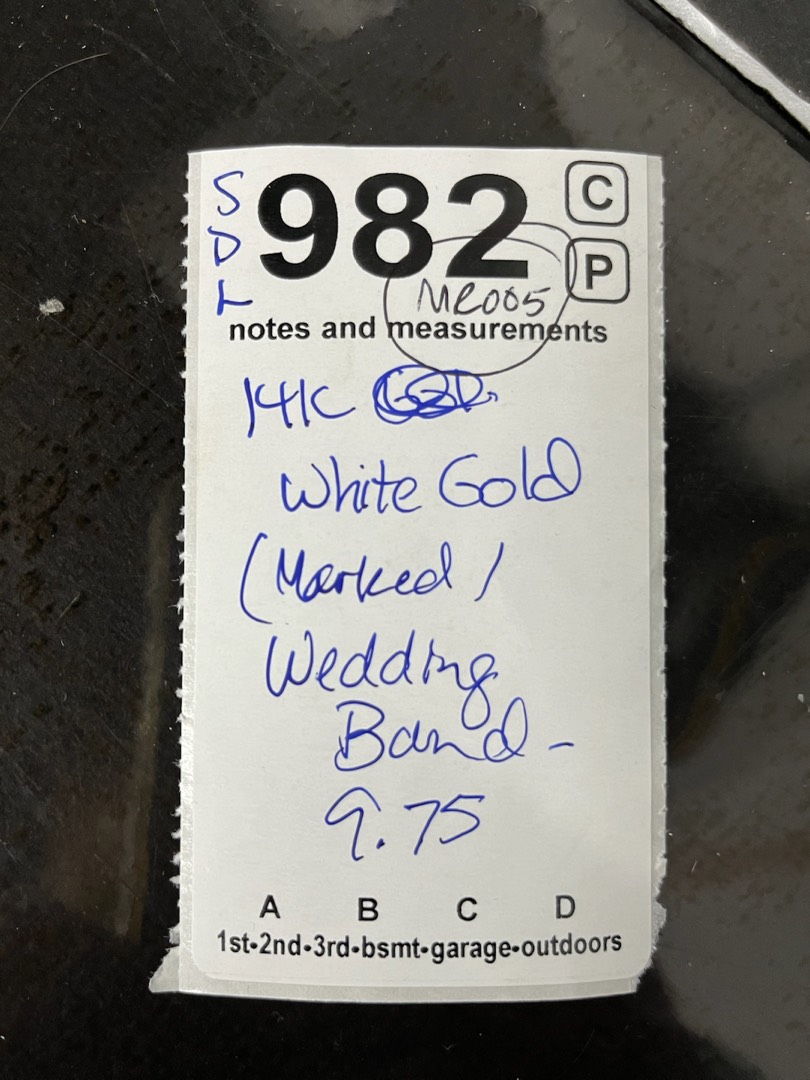 S
D
L
982
C
P
MR005
notes and measurements
14K
White Gold
(Marked)
Wedding
Band -
9.75
A B C D
1st•2nd•3rd•bsmt•garage•outdoors